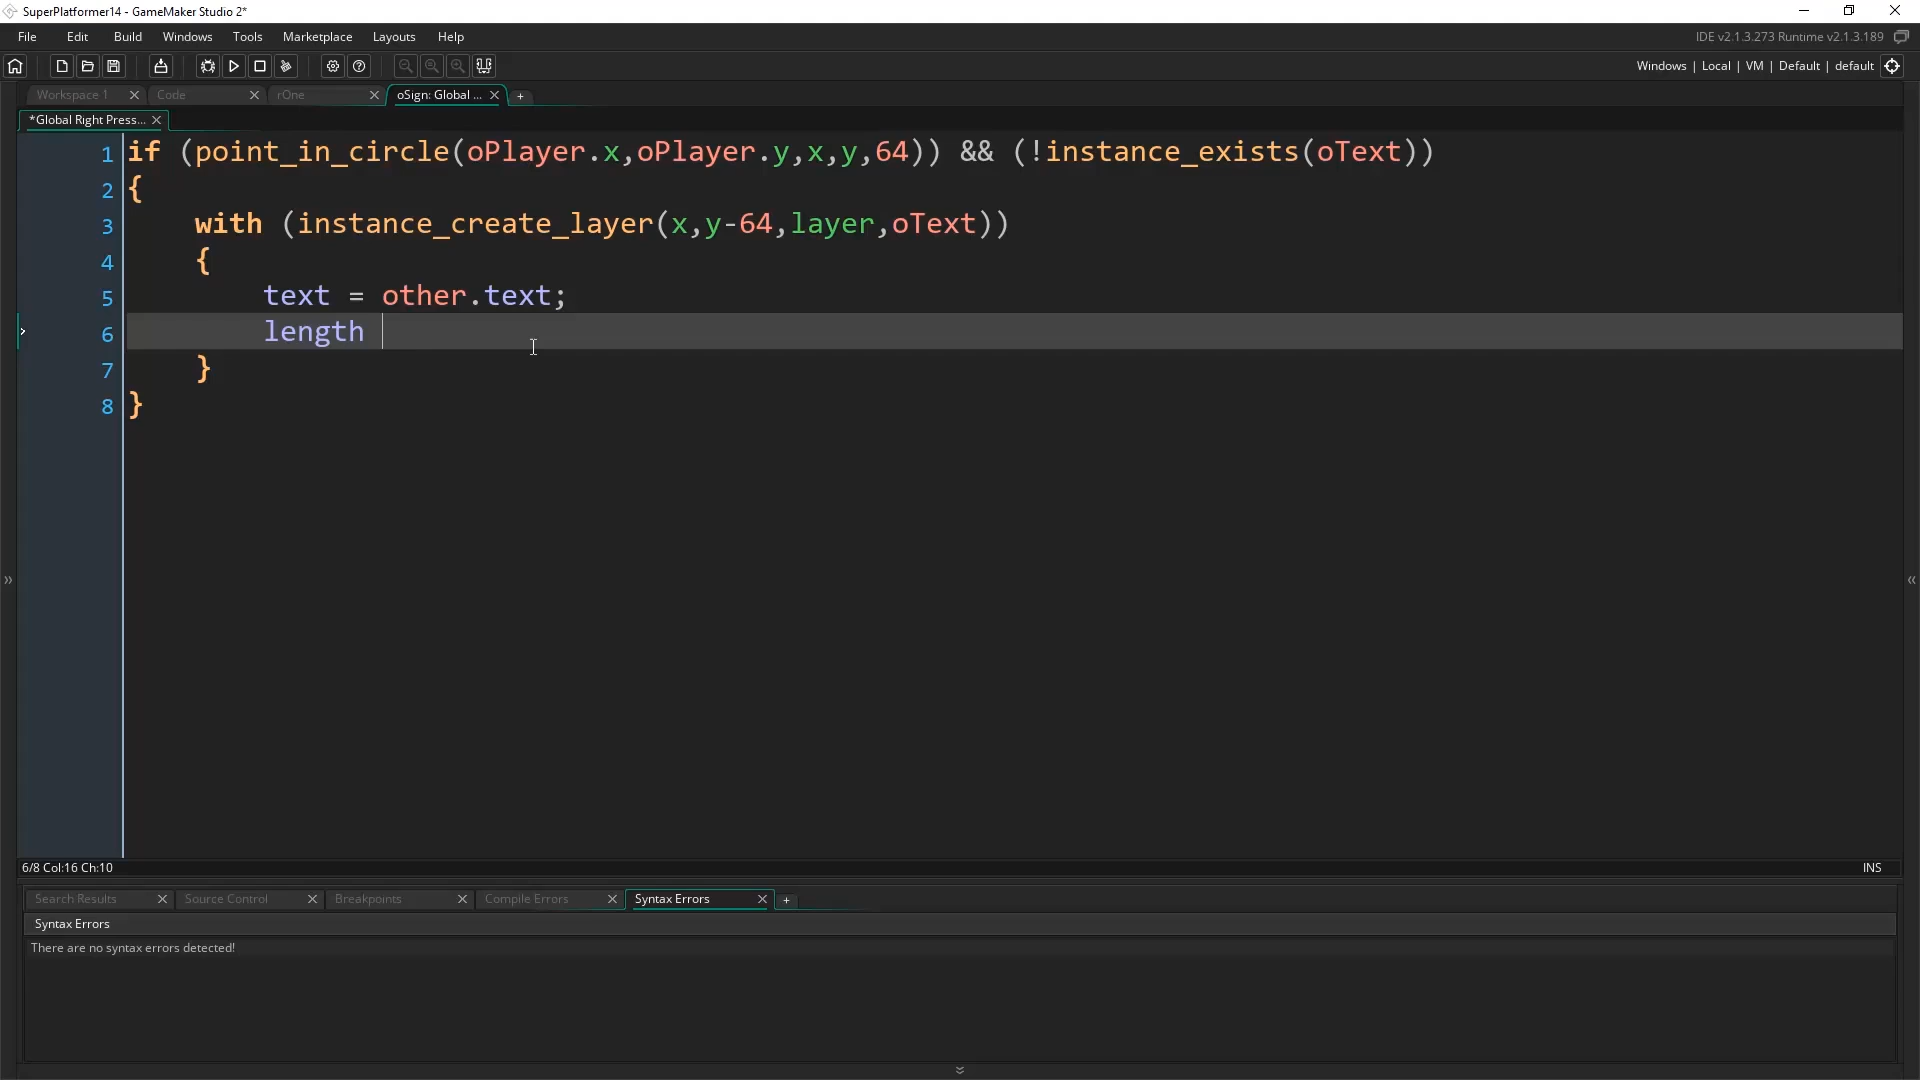 SuperPlatformer14 - GameMaker Studio 2*
File Edit Build Windows Tools Marketplace Layouts Help
IDE v2.1.3.273 Runtime v2.1.3.189
Windows | Local | VM | Default | default
Workspace 1 Code rOne oSign: Global ...
*Global Right Press...
1 if (point_in_circle(oPlayer.x,oPlayer.y,x,y,64)) && (!instance_exists(oText))
2 {
3 with (instance_create_layer(x,y-64,layer,oText))
4 {
5 text = other.text;
6 length
7 }
8 }
6/8 Col:16 Ch:10 INS
Search Results Source Control Breakpoints Compile Errors Syntax Errors
Syntax Errors
There are no syntax errors detected!